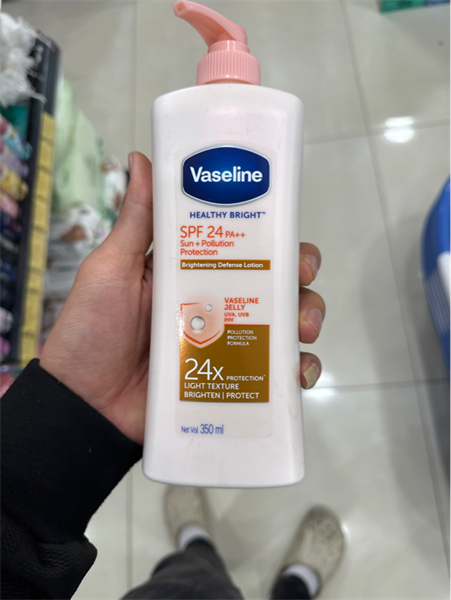 Vaseline
HEALTHY BRIGHT™
SPF 24 PA++
Sun + Pollution
Protection
Brightening Defense Lotion
VASELINE
JELLY
UVA, UVB
PPF
POLLUTION
PROTECTION
FORMULA
24x PROTECTION
LIGHT TEXTURE
BRIGHTEN | PROTECT
Net Vol. 350 ml